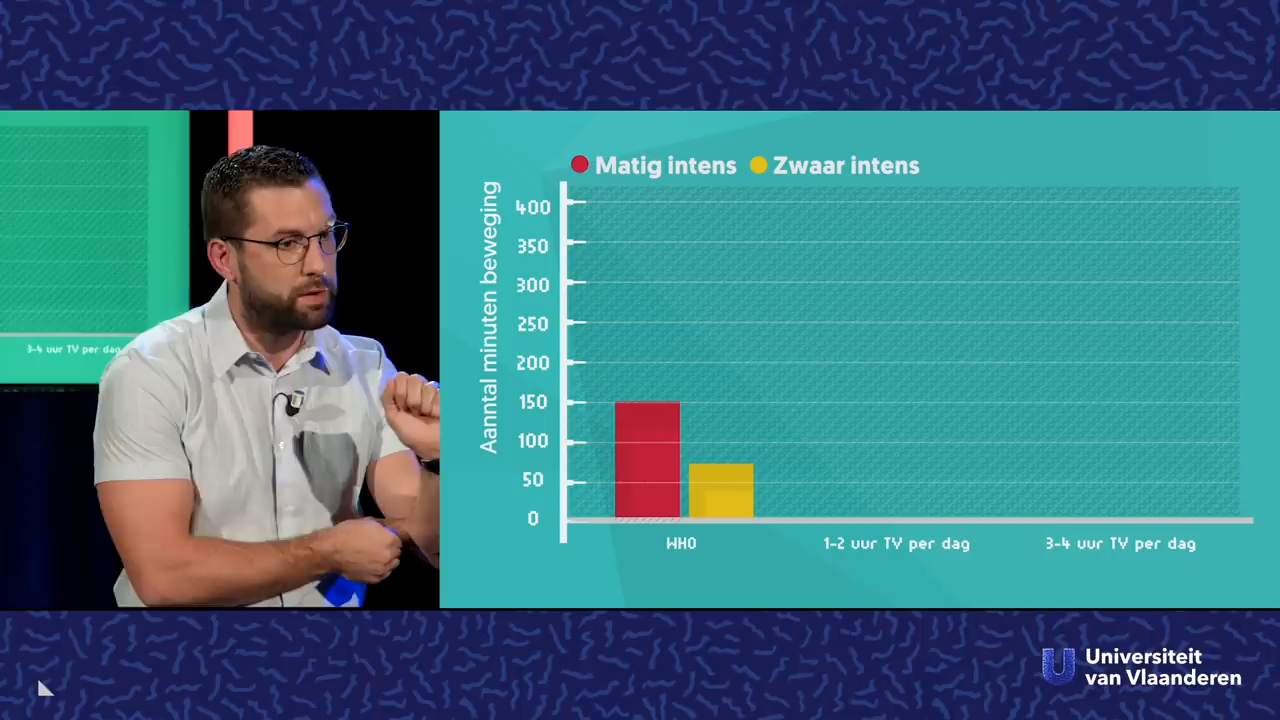 3-4 uur TV per dag
Matig intens
Zwaar intens
Aanntal minuten beweging
400
350
300
250
200
150
100
50
0
WHO
1-2 uur TV per dag
3-4 uur TV per dag
Universiteit
van Vlaanderen